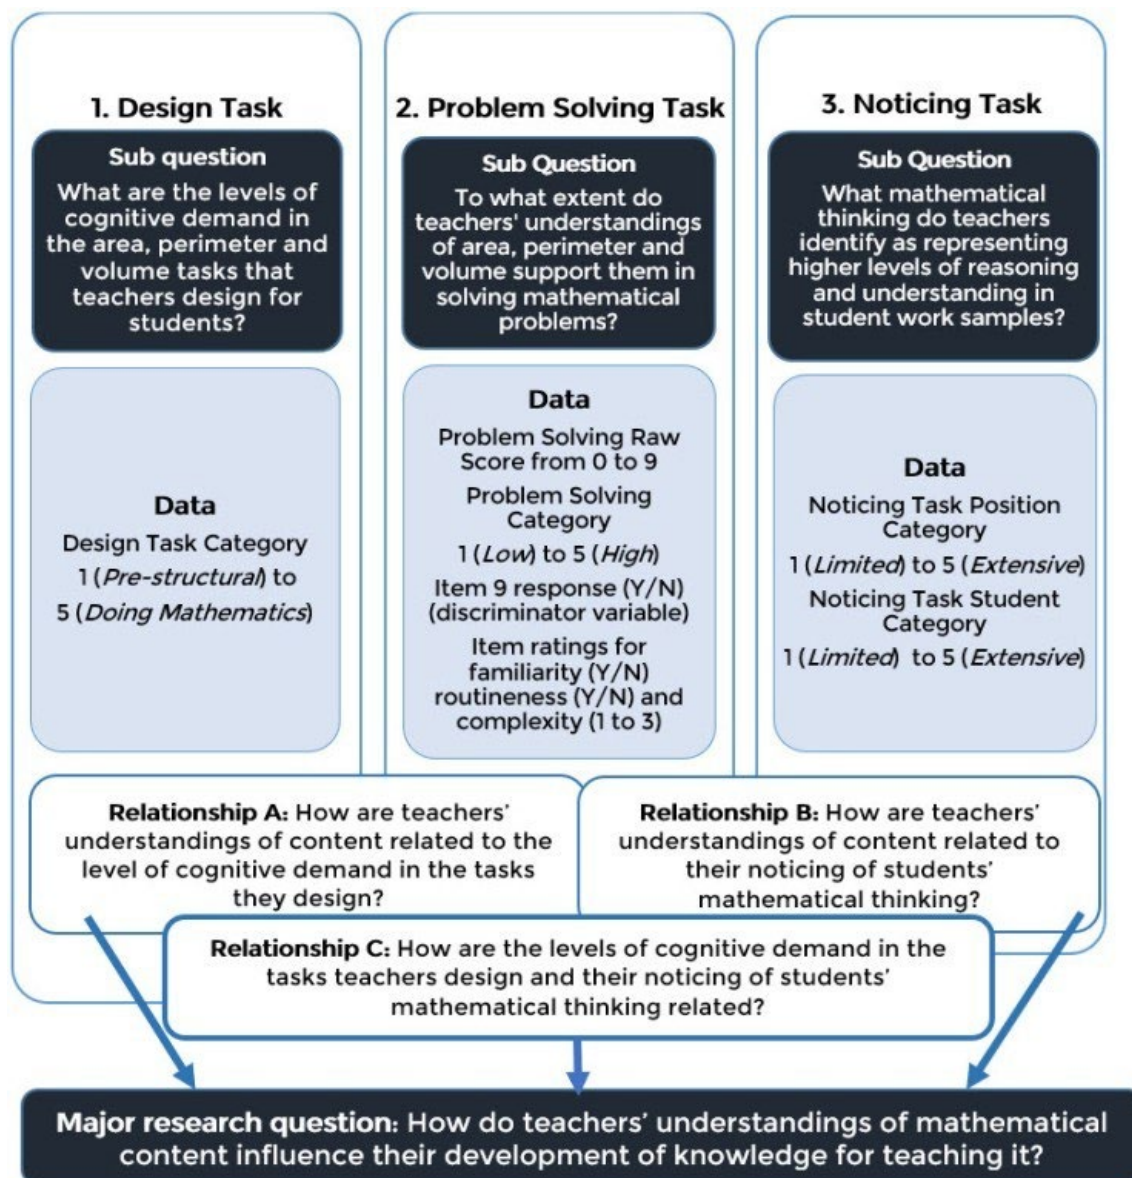 1. Design Task
Sub question
What are the levels of
cognitive demand in
the area, perimeter and
volume tasks that
teachers design for
students?
Data
Design Task Category
1 (Pre-structural) to
5 (Doing Mathematics)
2. Problem Solving Task
Sub Question
To what extent do
teachers' understandings
of area, perimeter and
volume support them in
solving mathematical
problems?
Data
Problem Solving Raw
Score from 0 to 9
Problem Solving
Category
1 (Low) to 5 (High)
Item 9 response (Y/N)
(discriminator variable)
Item ratings for
familiarity (Y/N)
routineness (Y/N) and
complexity (1 to 3)
3. Noticing Task
Sub Question
What mathematical
thinking do teachers
identify as representing
higher levels of reasoning
and understanding in
student work samples?
Data
Noticing Task Position
Category
1 (Limited) to 5 (Extensive)
Noticing Task Student
Category
1 (Limited) to 5 (Extensive)
Relationship A: How are teachers’
understandings of content related to the
level of cognitive demand in the tasks
they design?
Relationship B: How are teachers’
understandings of content related to
their noticing of students’
mathematical thinking?
Relationship C: How are the levels of cognitive demand in the
tasks teachers design and their noticing of students’
mathematical thinking related?
Major research question: How do teachers’ understandings of mathematical
content influence their development of knowledge for teaching it?